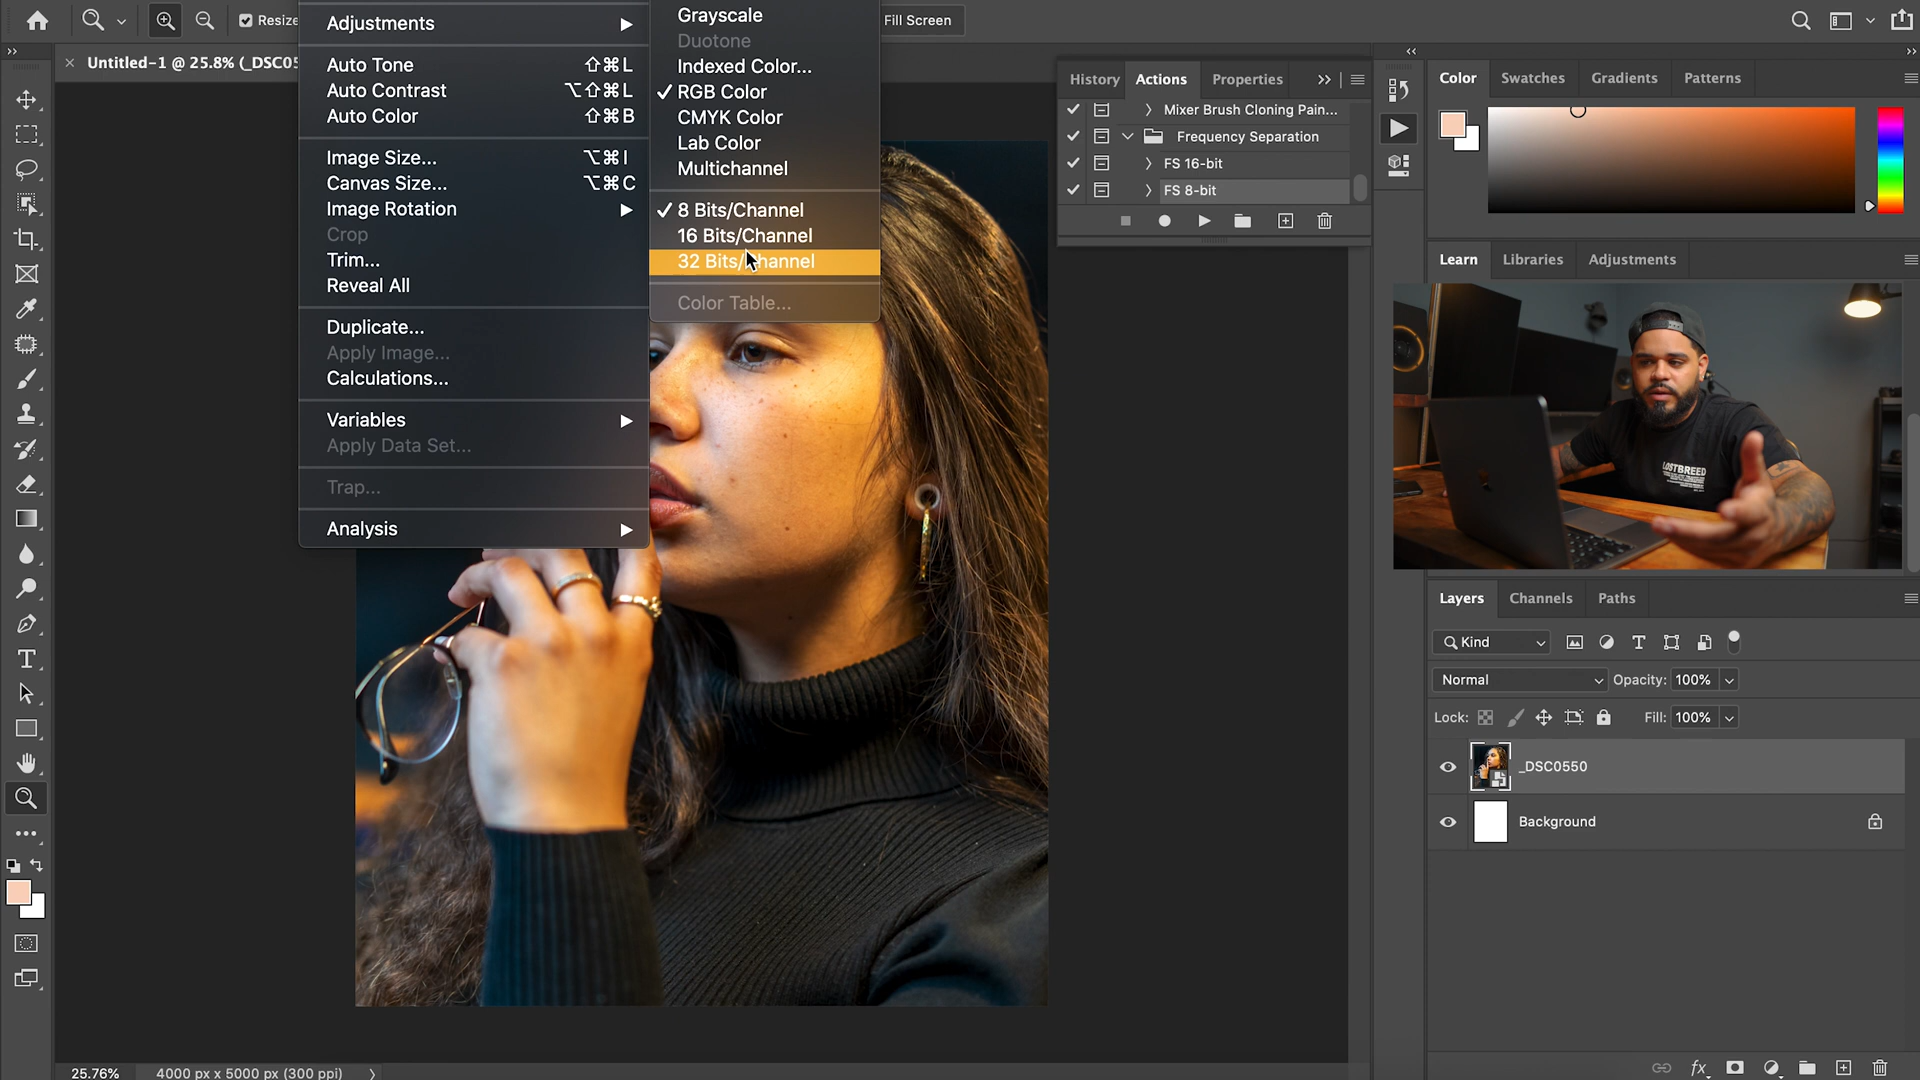 Resize
Fill Screen
Untitled-1 @ 25.8% (_DSC05
Adjustments
Auto Tone ⇧⌘L
Auto Contrast ⌥⇧⌘L
Auto Color ⇧⌘B
Image Size... ⌥⌘I
Canvas Size... ⌥⌘C
Image Rotation
Crop
Trim...
Reveal All
Duplicate...
Apply Image...
Calculations...
Variables
Apply Data Set...
Trap...
Analysis
Grayscale
Duotone
Indexed Color...
RGB Color
CMYK Color
Lab Color
Multichannel
8 Bits/Channel
16 Bits/Channel
32 Bits/Channel
Color Table...
History Actions Properties
Mixer Brush Cloning Pain...
Frequency Separation
FS 16-bit
FS 8-bit
Color Swatches Gradients Patterns
Learn Libraries Adjustments
LOSTBREED
Layers Channels Paths
Kind
Normal Opacity: 100%
Lock: Fill: 100%
_DSC0550
Background
25.76% 4000 px x 5000 px (300 ppi)